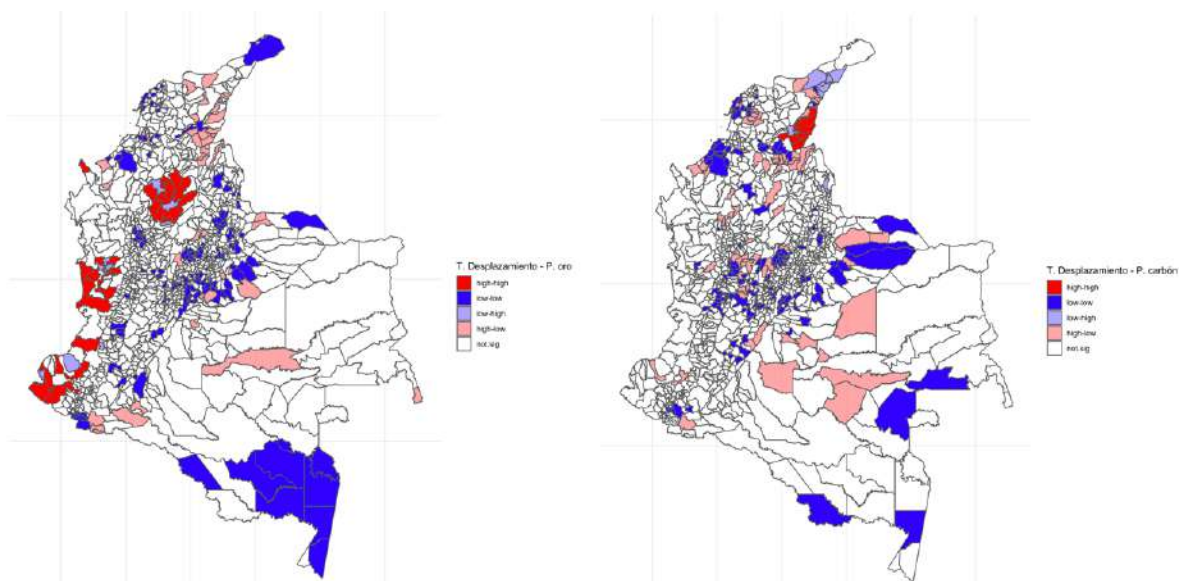 T. Desplazamiento - P. oro
high-high
low-low
low-high
high-low
not-sig
T. Desplazamiento - P. carbón
high-high
low-low
low-high
high-low
not-sig